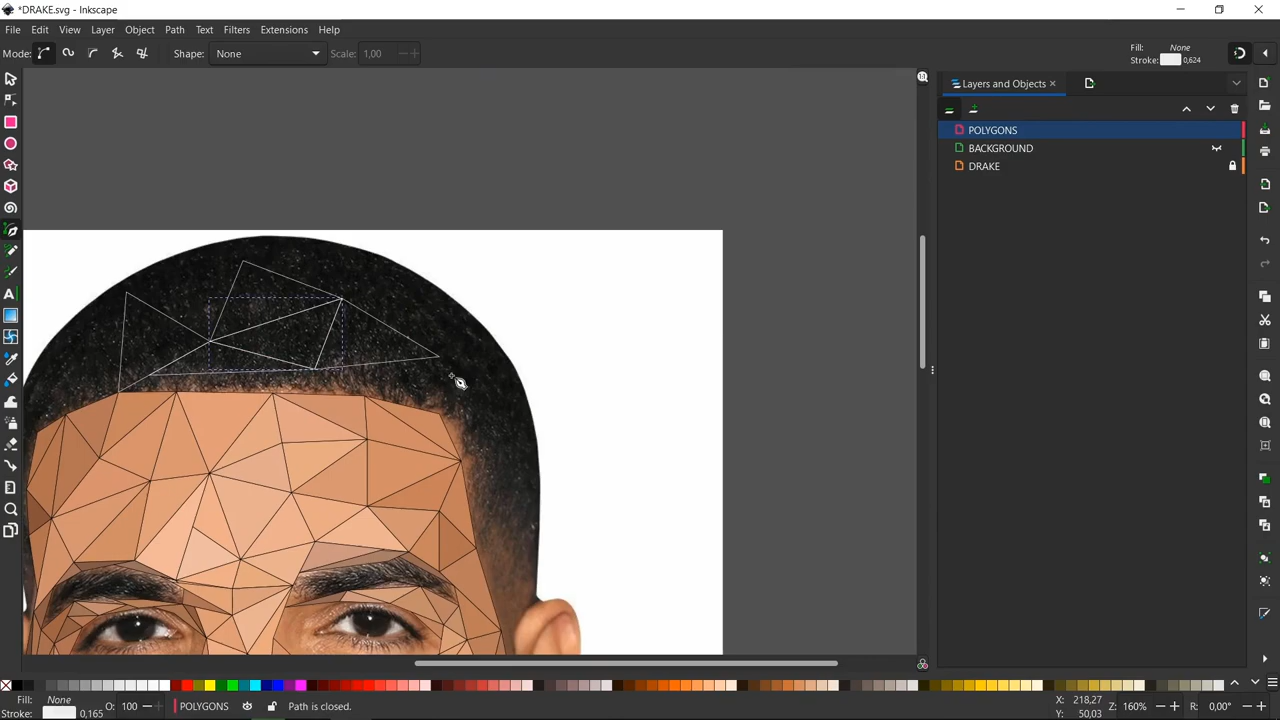 *DRAKE.svg - Inkscape
File Edit View Layer Object Path Text Filters Extensions Help
Mode: Shape: None Scale: 1,00
Fill: None
Stroke: 0,624
Layers and Objects
POLYGONS
BACKGROUND
DRAKE
Fill: None
Stroke: 0,165
O: 100 POLYGONS Path is closed.
X: 218,27
Y: 50,03
Z: 160% R: 0,00°